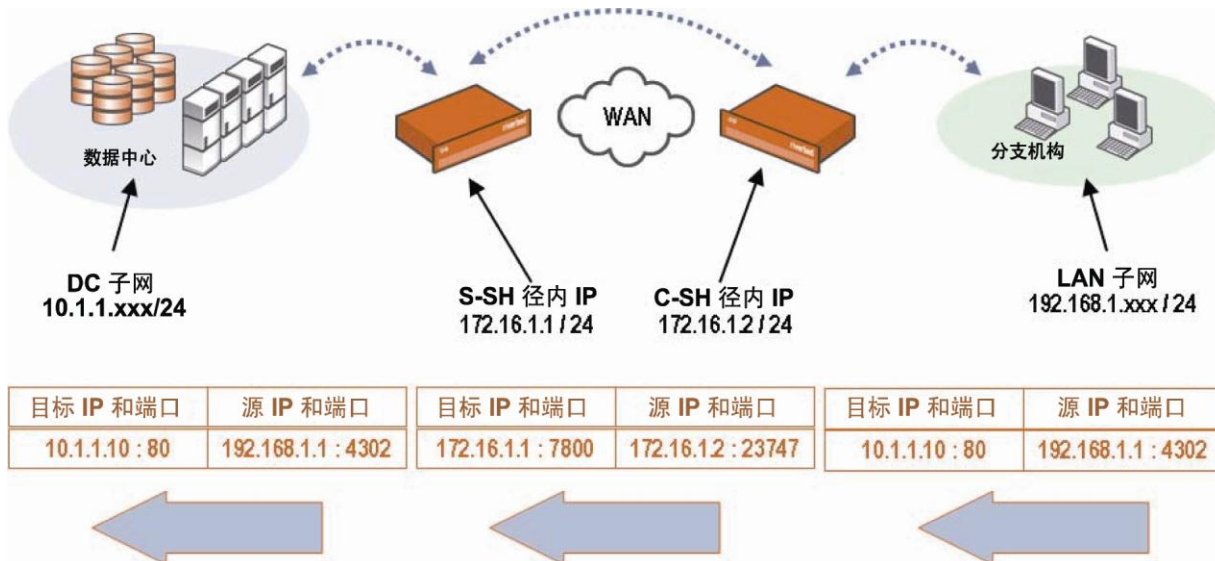 WAN
riverbed
riverbed
数据中心
分支机构
DC 子网
10.1.1.xxx/24
S-SH 径内 IP
172.16.1.1 / 24
C-SH 径内 IP
172.16.1.2 / 24
LAN 子网
192.168.1.xxx / 24
目标 IP 和端口
源 IP 和端口
10.1.1.10 : 80
192.168.1.1 : 4302
目标 IP 和端口
源 IP 和端口
172.16.1.1 : 7800
172.16.1.2 : 23747
目标 IP 和端口
源 IP 和端口
10.1.1.10 : 80
192.168.1.1 : 4302